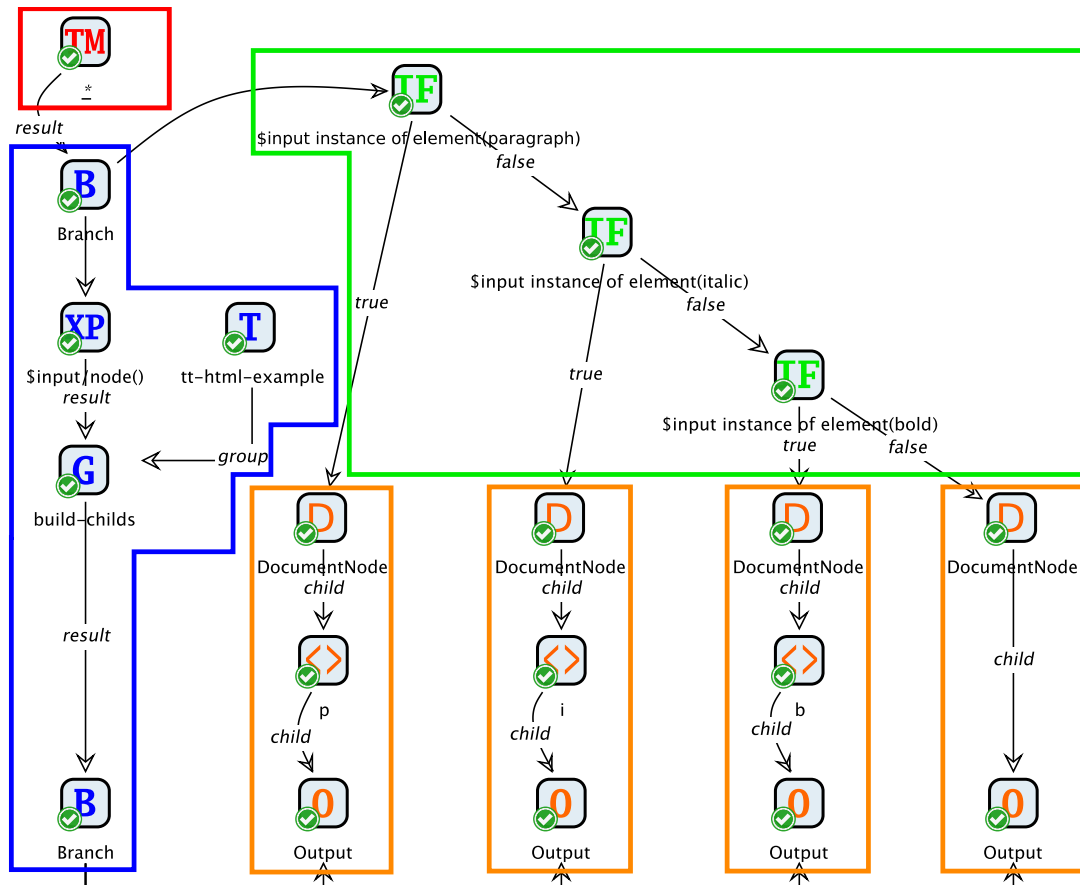 TM
*
result
IF
$input instance of element(paragraph)
false
B
Branch
IF
$input instance of element(italic)
false
true
XP
$input/node()
result
T
tt-html-example
group
true
IF
$input instance of element(bold)
true
false
G
build-childs
D
DocumentNode
child
D
DocumentNode
child
D
DocumentNode
child
D
DocumentNode
result
<>
p
child
<>
i
child
<>
b
child
child
B
Branch
O
Output
O
Output
O
Output
O
Output